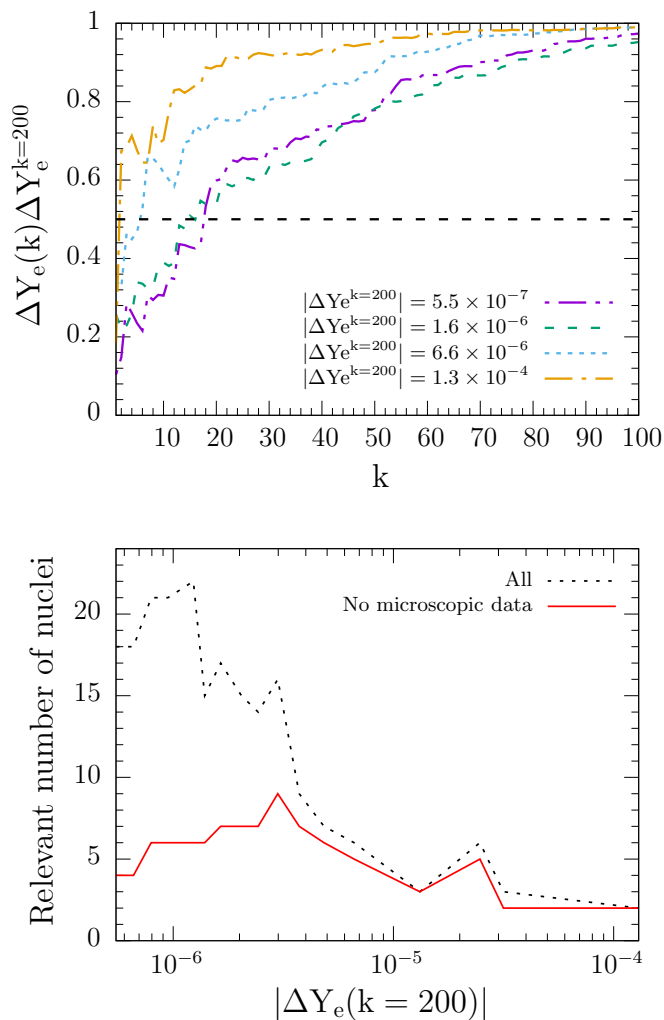 1
0.8
0.6
0.4
0.2
0
ΔYₑ(k)ΔYₑᵏ⁼²⁰⁰
|ΔYeᵏ⁼²⁰⁰| = 5.5 × 10⁻⁷
|ΔYeᵏ⁼²⁰⁰| = 1.6 × 10⁻⁶
|ΔYeᵏ⁼²⁰⁰| = 6.6 × 10⁻⁶
|ΔYeᵏ⁼²⁰⁰| = 1.3 × 10⁻⁴
10 20 30 40 50 60 70 80 90 100
k
Relevant number of nuclei
20
15
10
5
0
All
No microscopic data
10⁻⁶ 10⁻⁵ 10⁻⁴
|ΔYₑ(k = 200)|